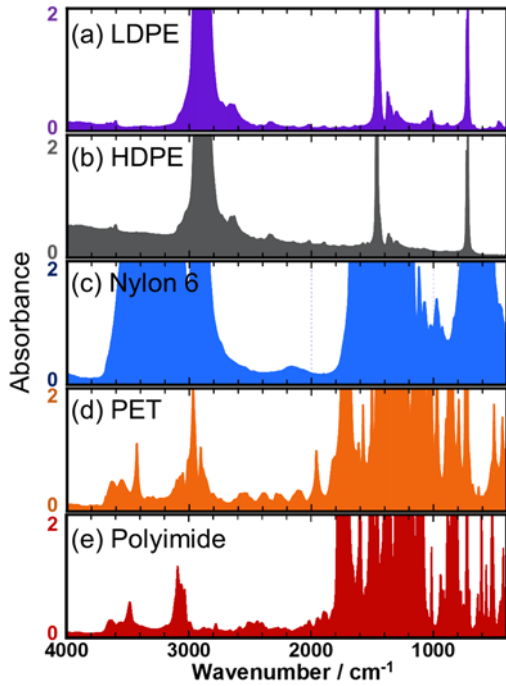 2
(a) LDPE
0
2
(b) HDPE
0
2
(c) Nylon 6
0
Absorbance
2
(d) PET
0
2
(e) Polyimide
0
4000 3000 2000 1000
Wavenumber / cm⁻¹